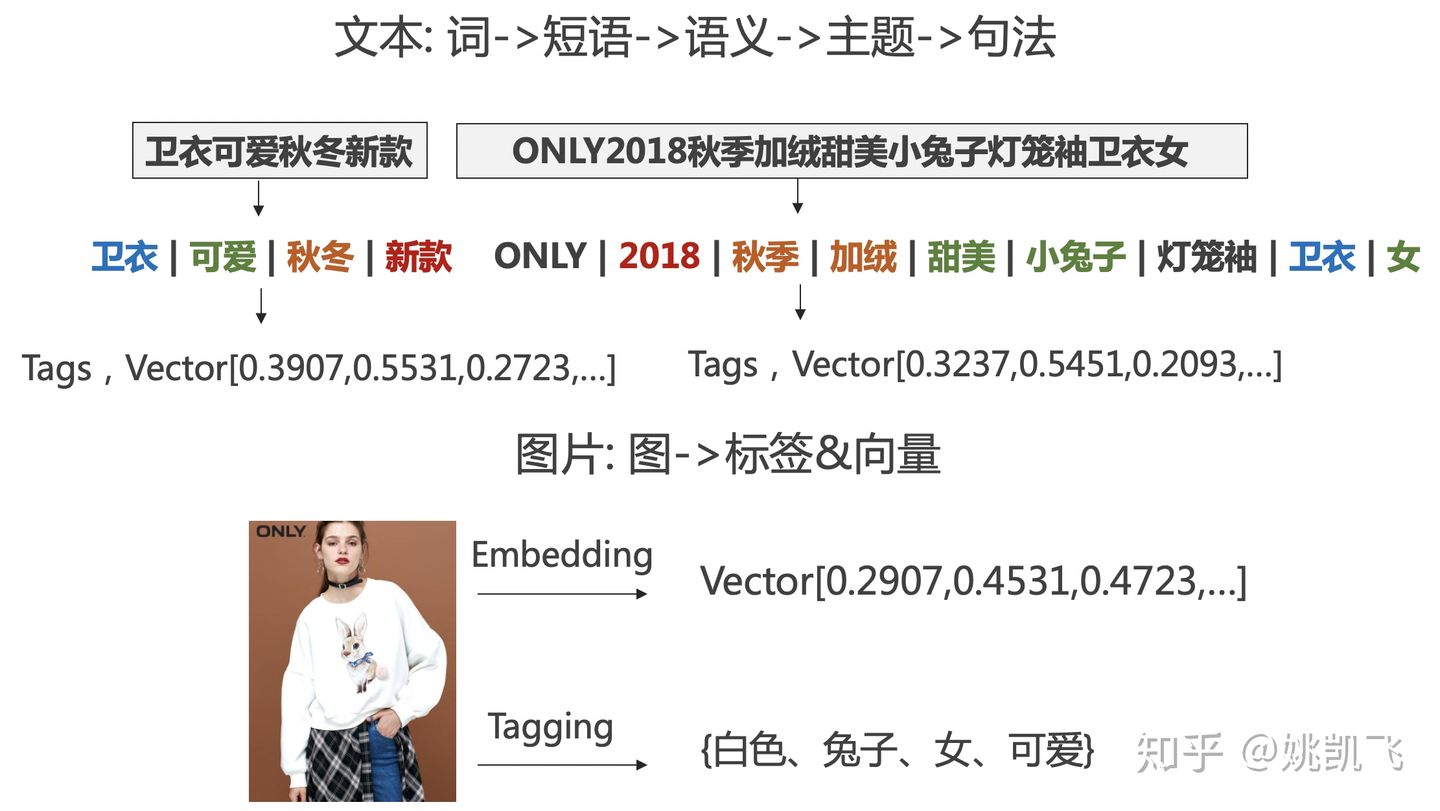 文本: 词->短语->语义->主题->句法
卫衣可爱秋冬新款
ONLY2018秋季加绒甜美小兔子灯笼袖卫衣女
卫衣 | 可爱 | 秋冬 | 新款
ONLY | 2018 | 秋季 | 加绒 | 甜美 | 小兔子 | 灯笼袖 | 卫衣 | 女
Tags，Vector[0.3907,0.5531,0.2723,...]
Tags，Vector[0.3237,0.5451,0.2093,...]
图片: 图->标签&向量
ONLY
Embedding
Vector[0.2907,0.4531,0.4723,...]
Tagging
{白色、兔子、女、可爱}
知乎 @姚凯飞